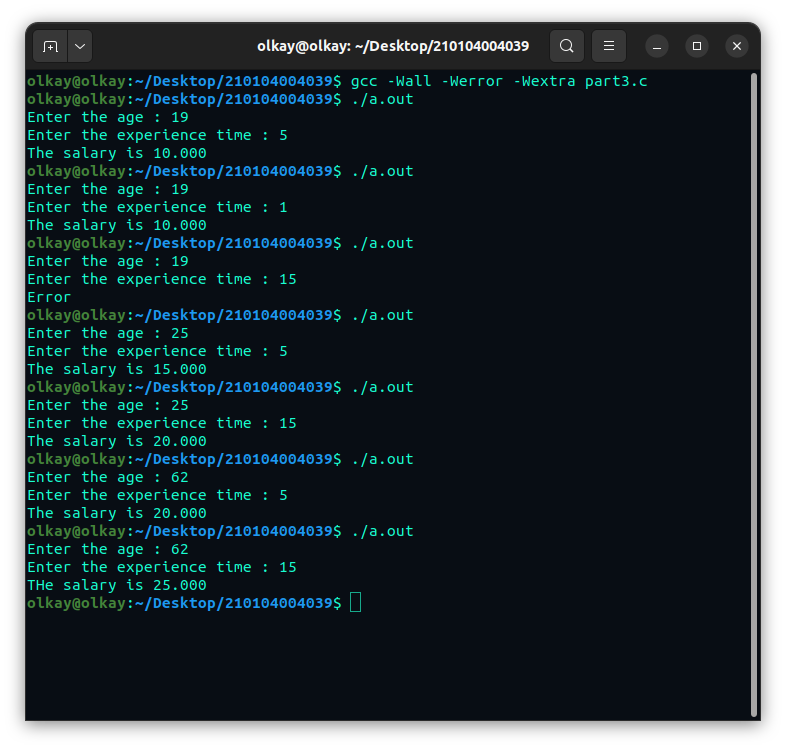 olkay@olkay: ~/Desktop/210104004039
olkay@olkay:~/Desktop/210104004039$ gcc -Wall -Werror -Wextra part3.c
olkay@olkay:~/Desktop/210104004039$ ./a.out
Enter the age : 19
Enter the experience time : 5
The salary is 10.000
olkay@olkay:~/Desktop/210104004039$ ./a.out
Enter the age : 19
Enter the experience time : 1
The salary is 10.000
olkay@olkay:~/Desktop/210104004039$ ./a.out
Enter the age : 19
Enter the experience time : 15
Error
olkay@olkay:~/Desktop/210104004039$ ./a.out
Enter the age : 25
Enter the experience time : 5
The salary is 15.000
olkay@olkay:~/Desktop/210104004039$ ./a.out
Enter the age : 25
Enter the experience time : 15
The salary is 20.000
olkay@olkay:~/Desktop/210104004039$ ./a.out
Enter the age : 62
Enter the experience time : 5
The salary is 20.000
olkay@olkay:~/Desktop/210104004039$ ./a.out
Enter the age : 62
Enter the experience time : 15
THe salary is 25.000
olkay@olkay:~/Desktop/210104004039$